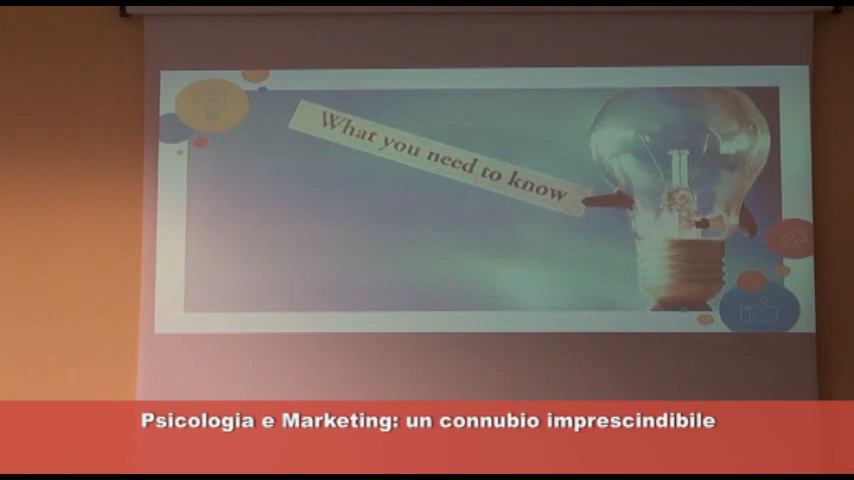 What you need to know
Psicologia e Marketing: un connubio imprescindibile